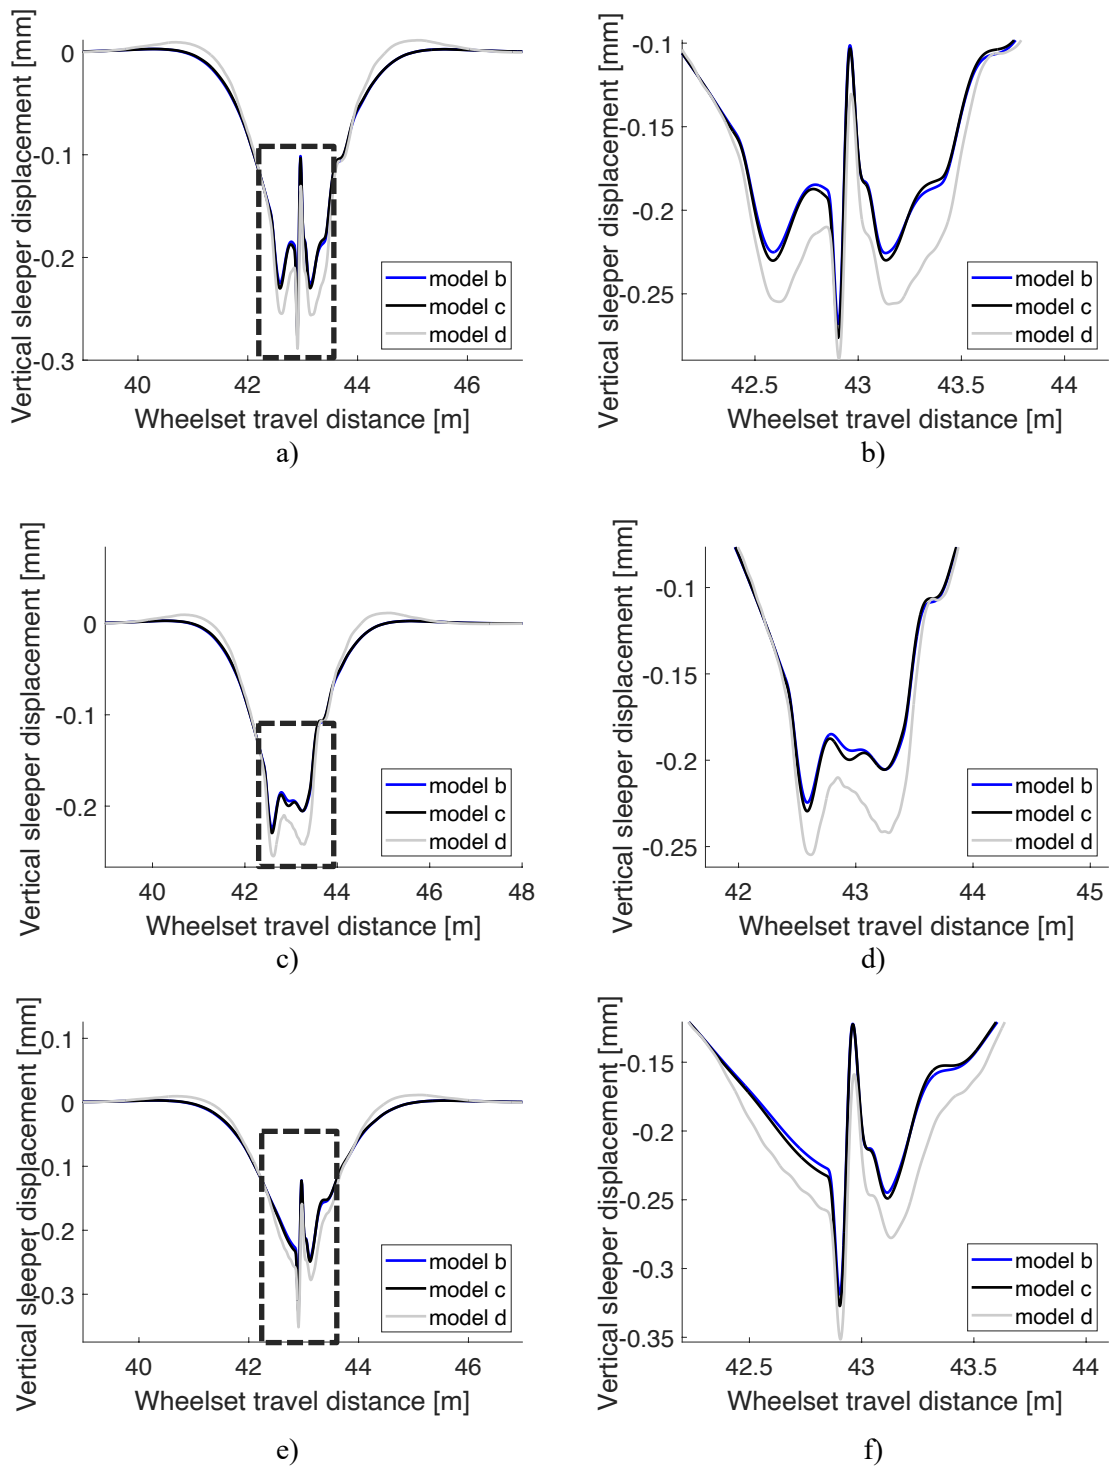 Vertical sleeper displacement [mm]
0
-0.1
-0.2
-0.3
40
42
44
46
model b
model c
model d
Wheelset travel distance [m]
a)
Vertical sleeper displacement [mm]
-0.1
-0.15
-0.2
-0.25
42.5
43
43.5
44
model b
model c
model d
Wheelset travel distance [m]
b)
Vertical sleeper displacement [mm]
0
-0.1
-0.2
40
42
44
46
48
model b
model c
model d
Wheelset travel distance [m]
c)
Vertical sleeper displacement [mm]
-0.1
-0.15
-0.2
-0.25
42
43
44
45
model b
model c
model d
Wheelset travel distance [m]
d)
Vertical sleeper displacement [mm]
0.1
0
-0.1
-0.2
-0.3
40
42
44
46
model b
model c
model d
Wheelset travel distance [m]
e)
Vertical sleeper displacement [mm]
-0.15
-0.2
-0.25
-0.3
-0.35
42.5
43
43.5
44
model b
model c
model d
Wheelset travel distance [m]
f)